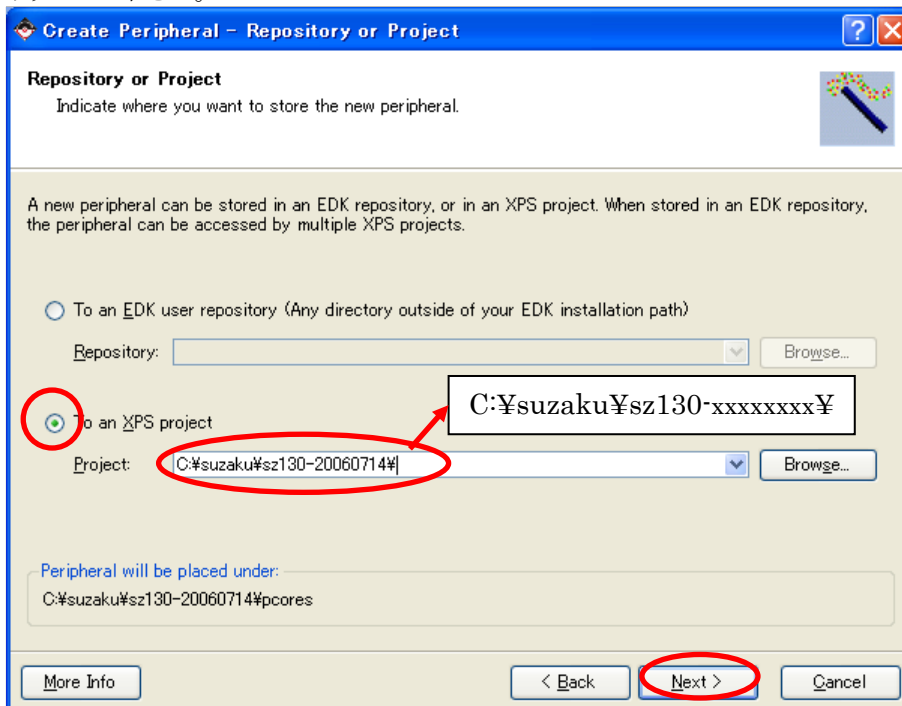 Create Peripheral - Repository or Project
Repository or Project
Indicate where you want to store the new peripheral.
A new peripheral can be stored in an EDK repository, or in an XPS project. When stored in an EDK repository,
the peripheral can be accessed by multiple XPS projects.
To an EDK user repository (Any directory outside of your EDK installation path)
Repository:
Browse...
C:¥suzaku¥sz130-xxxxxxxx¥
To an XPS project
Project:
C:¥suzaku¥sz130-20060714¥
Browse...
Peripheral will be placed under:
C:¥suzaku¥sz130-20060714¥pcores
More Info
< Back
Next >
Cancel